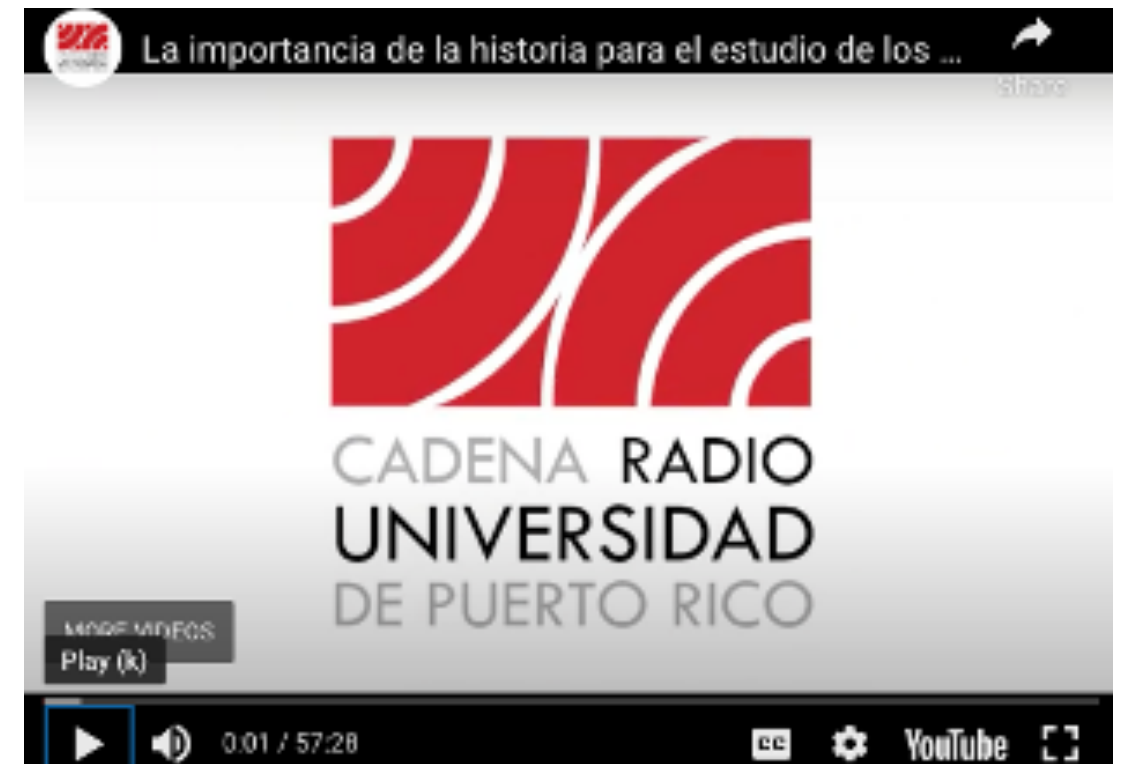 La importancia de la historia para el estudio de los ...
Share
CADENA RADIO
UNIVERSIDAD
DE PUERTO RICO
MORE VIDEOS
Play (k)
0:01 / 57:28
CC
YouTube